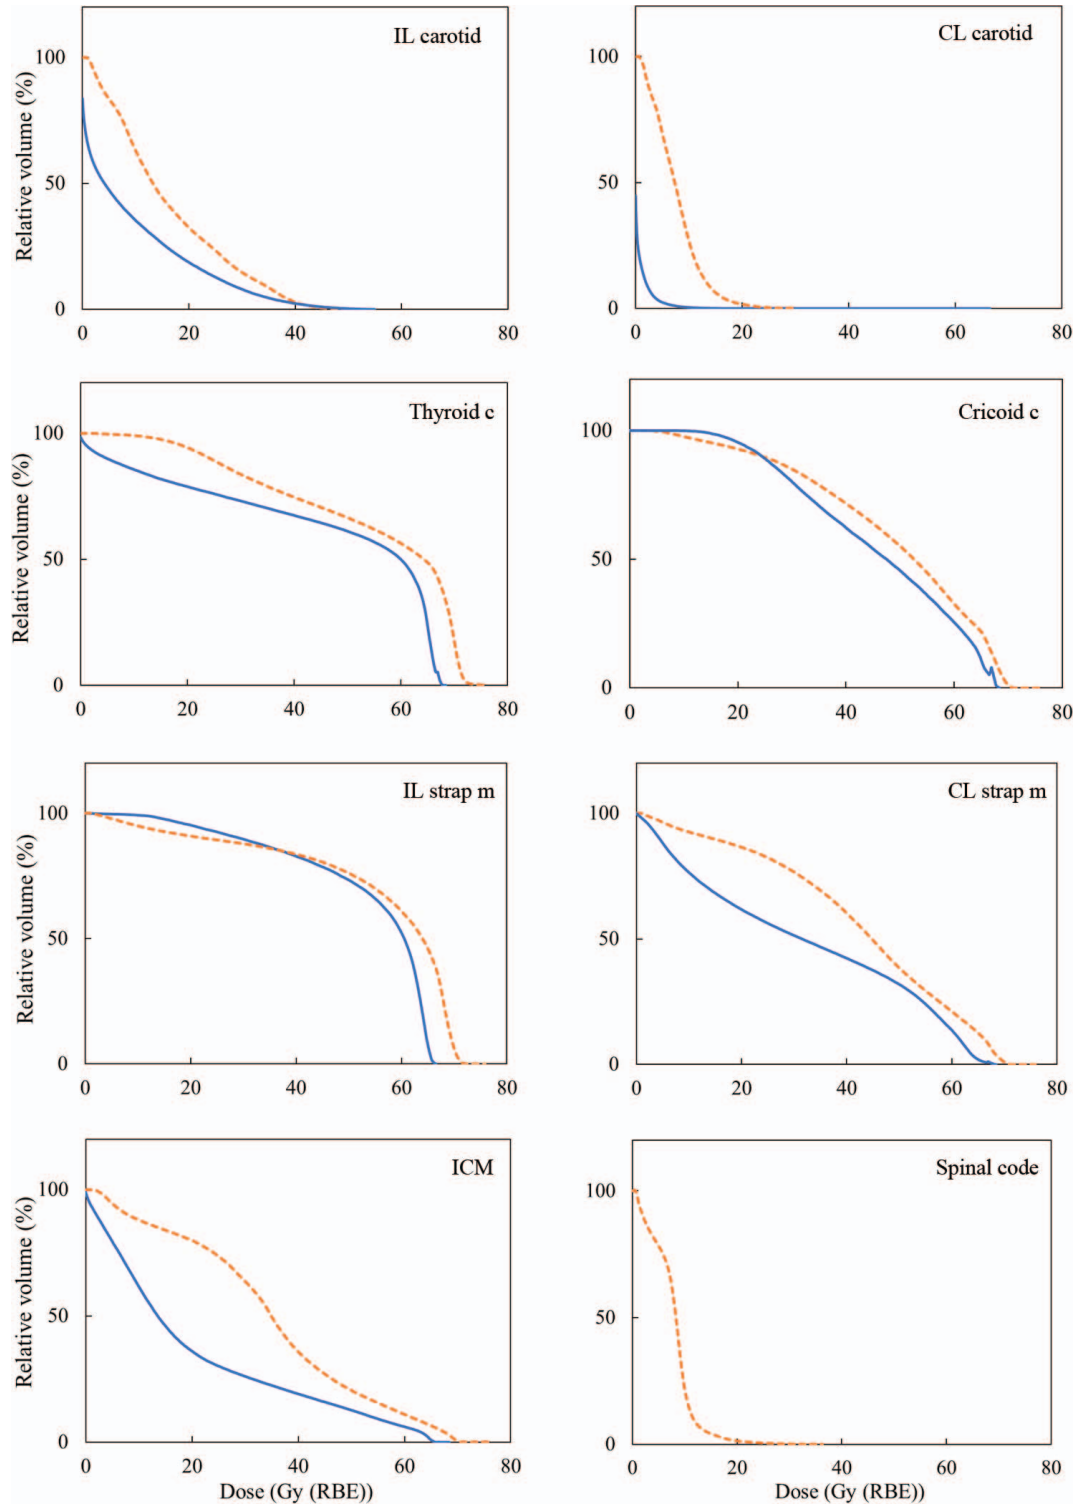 IL carotid
CL carotid
Relative volume (%)
100
50
0
0 20 40 60 80
Relative volume (%)
100
50
0
0 20 40 60 80
Thyroid c
Cricoid c
Relative volume (%)
100
50
0
0 20 40 60 80
100
50
0
0 20 40 60 80
IL strap m
CL strap m
Relative volume (%)
100
50
0
0 20 40 60 80
100
50
0
0 20 40 60 80
ICM
Spinal code
Relative volume (%)
100
50
0
0 20 40 60 80
Dose (Gy (RBE))
100
50
0
0 20 40 60 80
Dose (Gy (RBE))